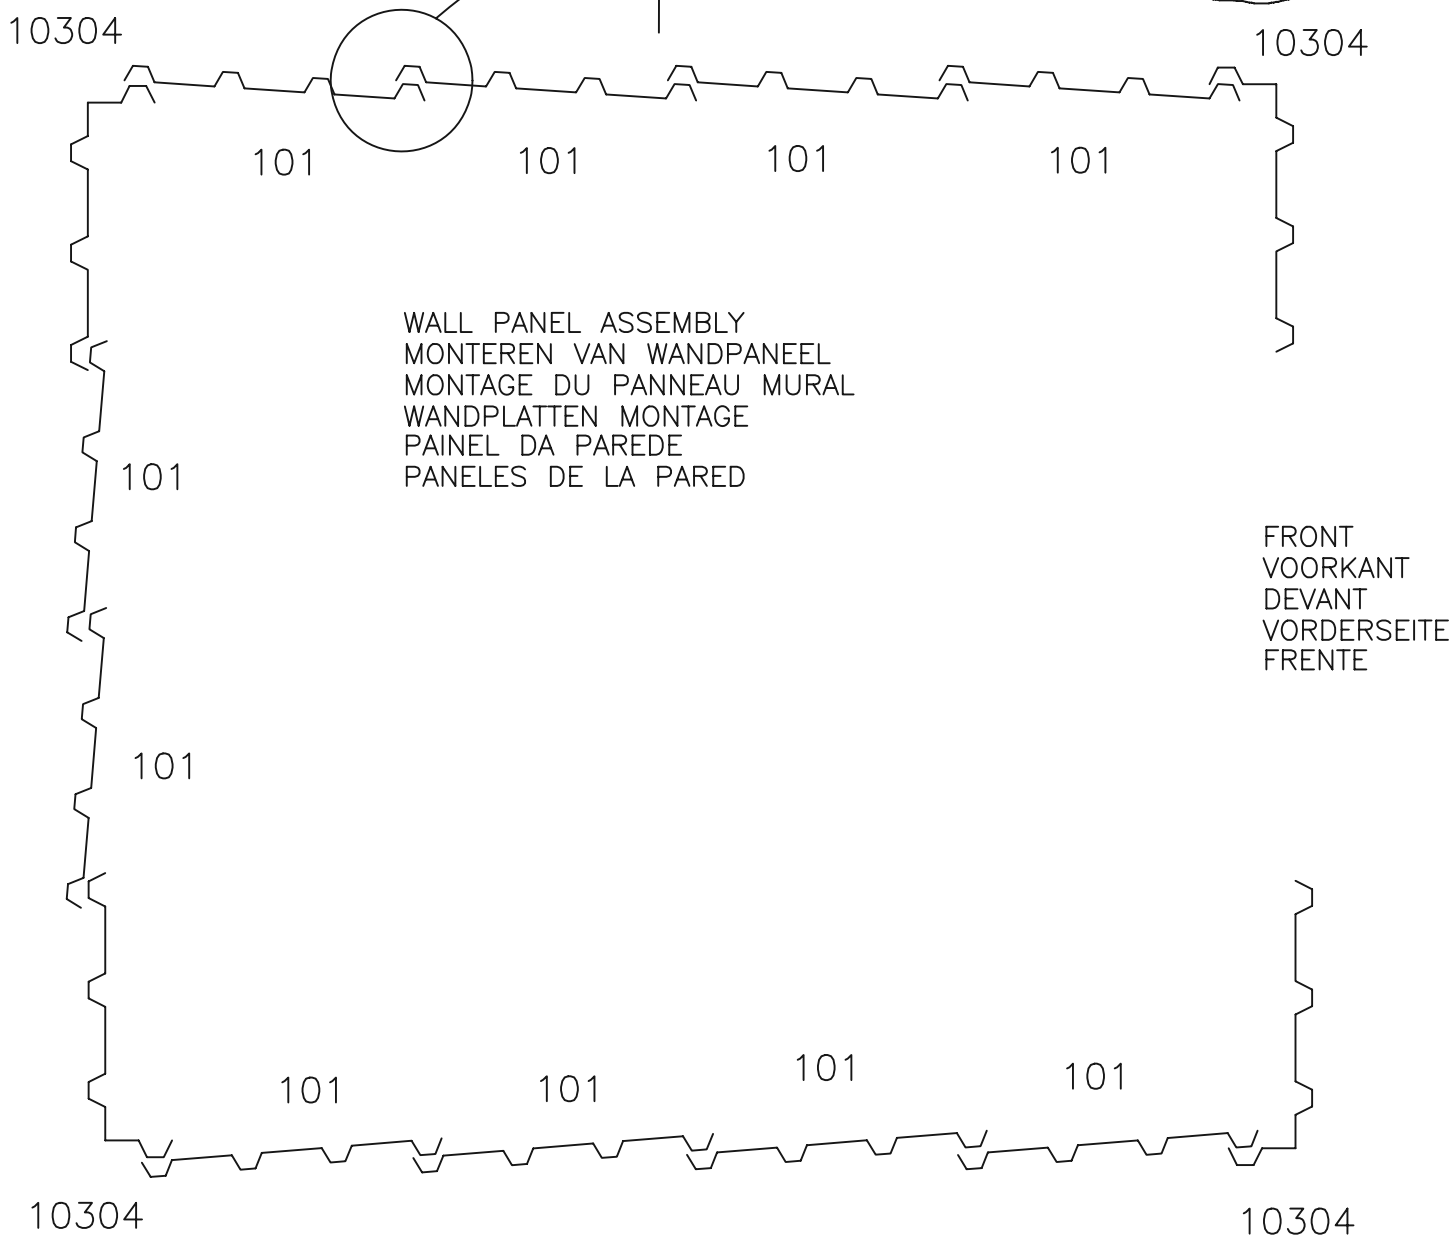 10304
10304
101
101
101
101
WALL PANEL ASSEMBLY
MONTEREN VAN WANDPANEEL
MONTAGE DU PANNEAU MURAL
WANDPLATTEN MONTAGE
PAINEL DA PAREDE
PANELES DE LA PARED
101
FRONT
VOORKANT
DEVANT
VORDERSEITE
FRENTE
101
101
101
101
101
10304
10304